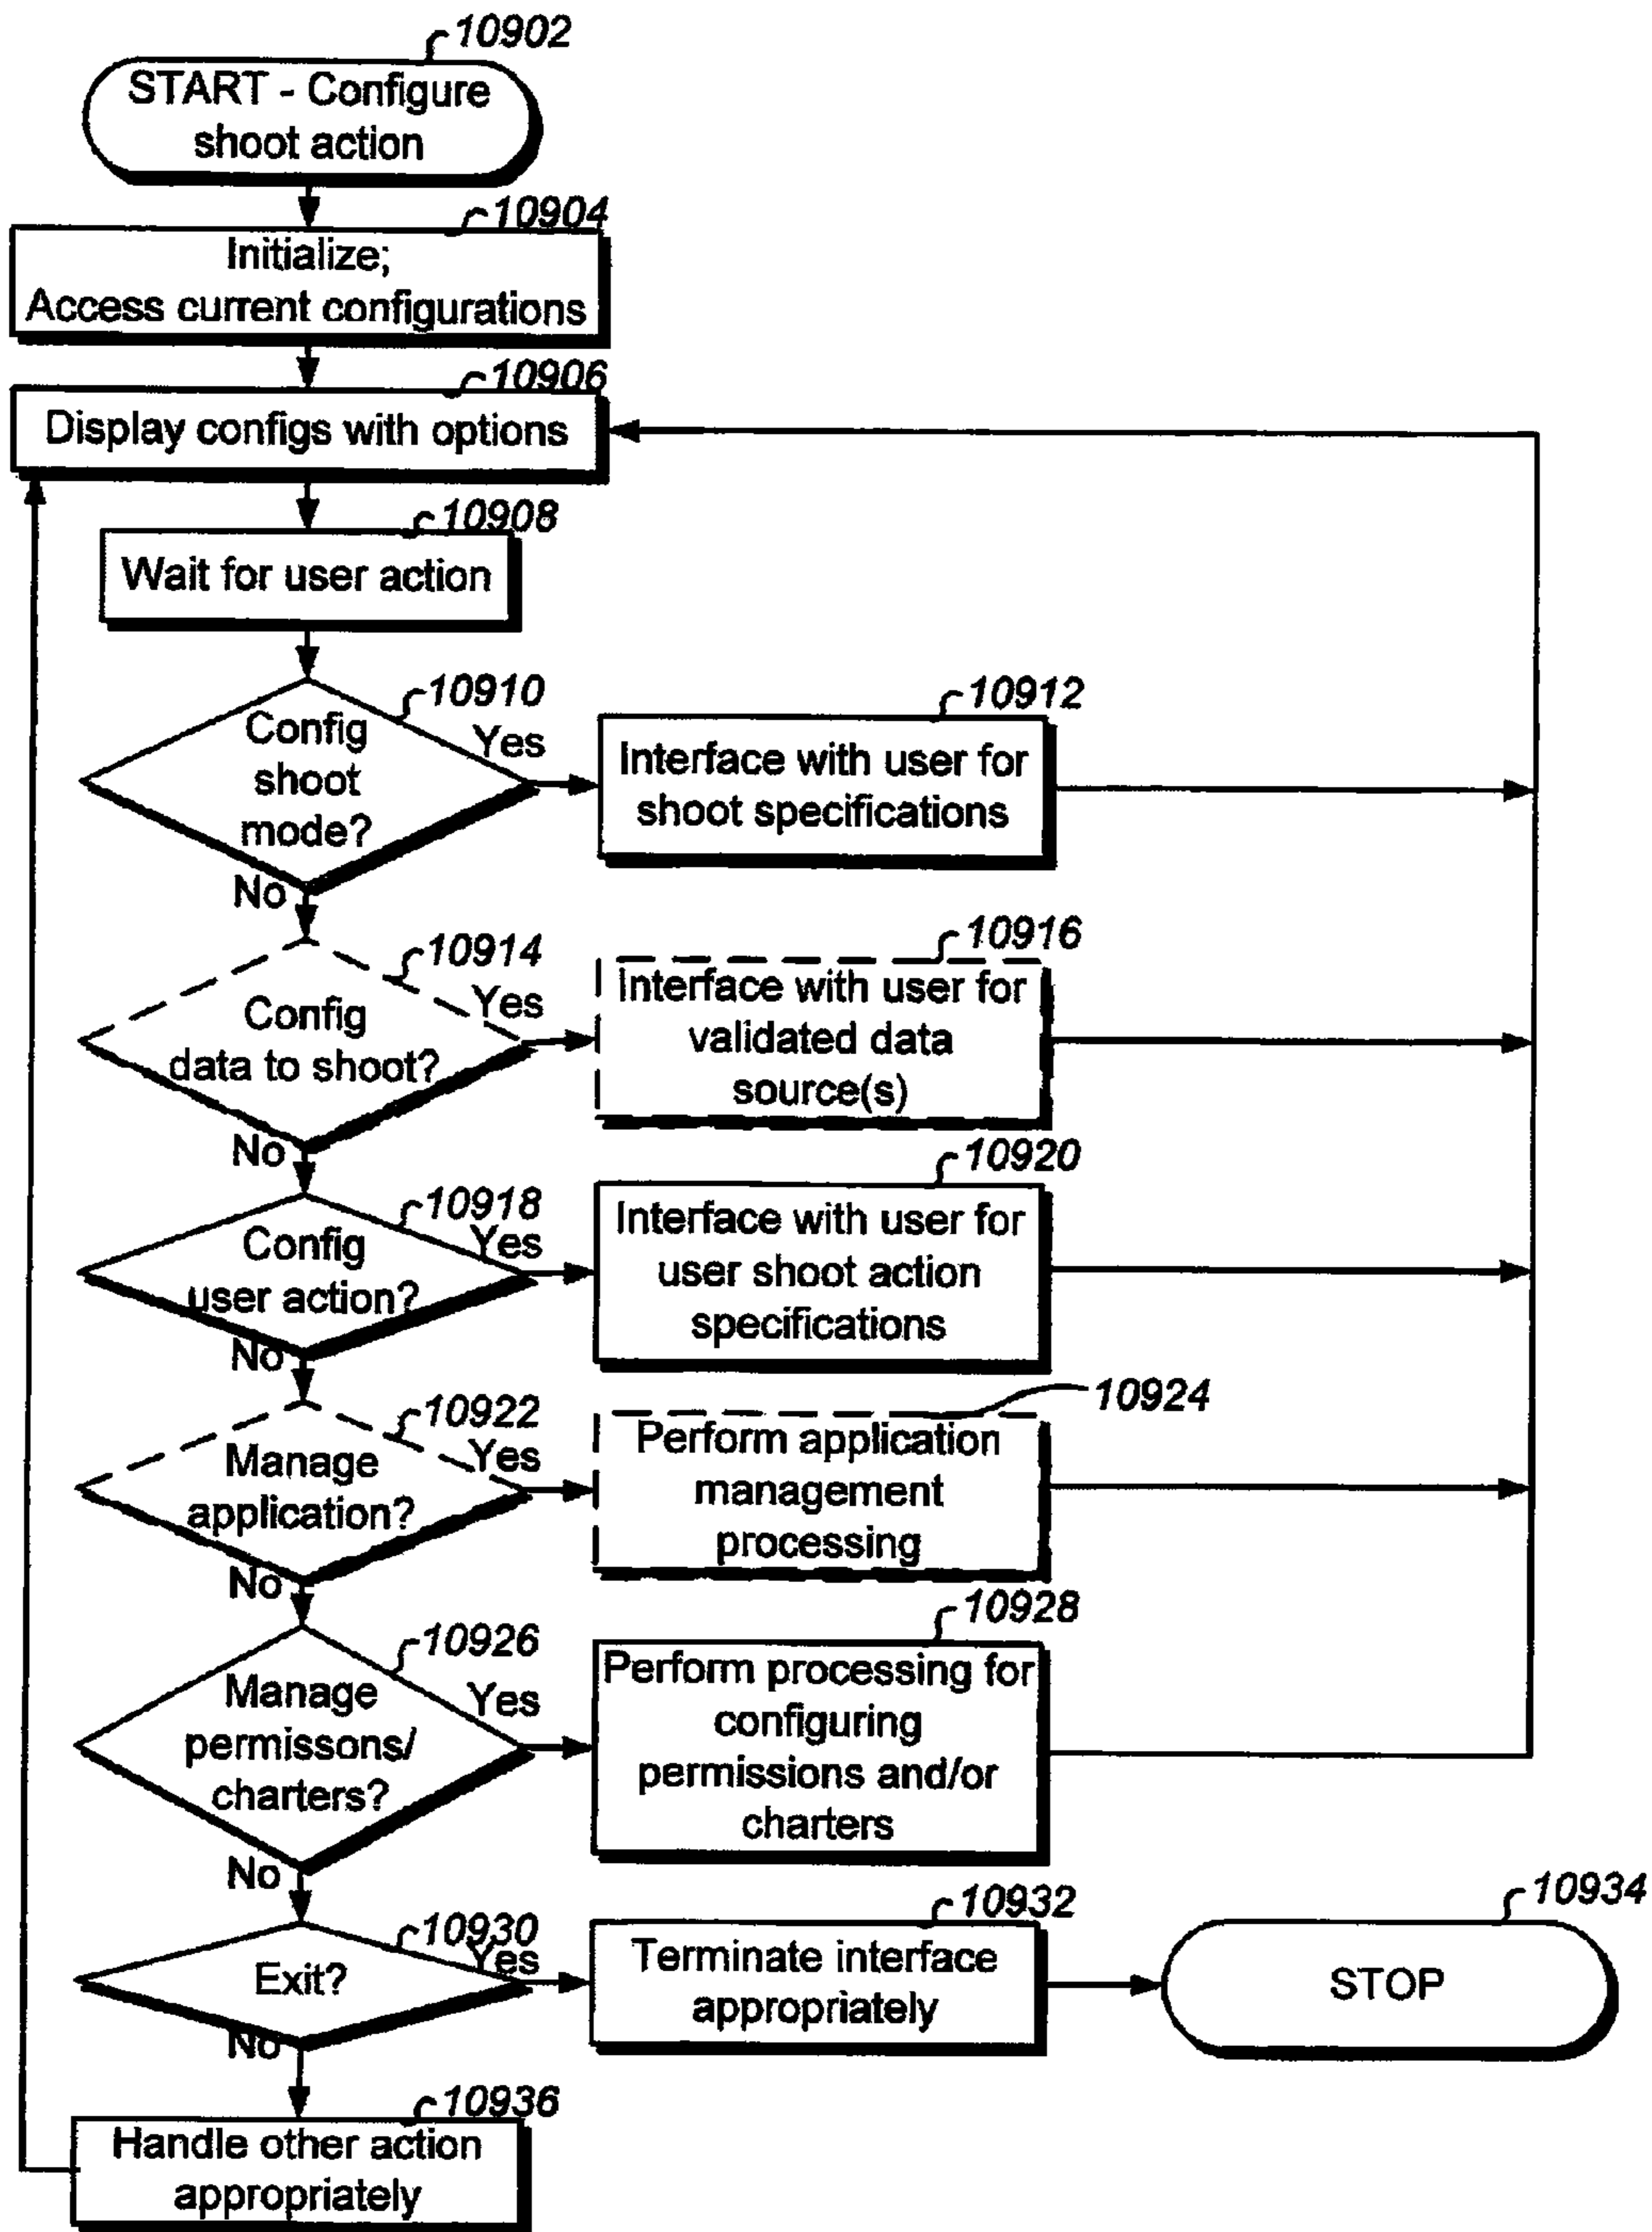 10902
START - Configure
shoot action
10904
Initialize;
Access current configurations
10906
Display configs with options
10908
Wait for user action
10910
Config
shoot
mode?
Yes
No
10912
Interface with user for
shoot specifications
10914
Config
data to shoot?
Yes
No
10916
Interface with user for
validated data
source(s)
10918
Config
user action?
Yes
No
10920
Interface with user for
user shoot action
specifications
10922
Manage
application?
Yes
No
10924
Perform application
management
processing
10926
Manage
permissons/
charters?
Yes
No
10928
Perform processing for
configuring
permissions and/or
charters
10930
Exit?
Yes
No
10932
Terminate interface
appropriately
10934
STOP
10936
Handle other action
appropriately